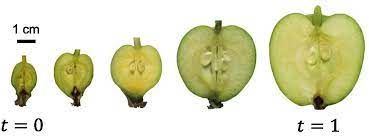 1 cm
t = 0
t = 1